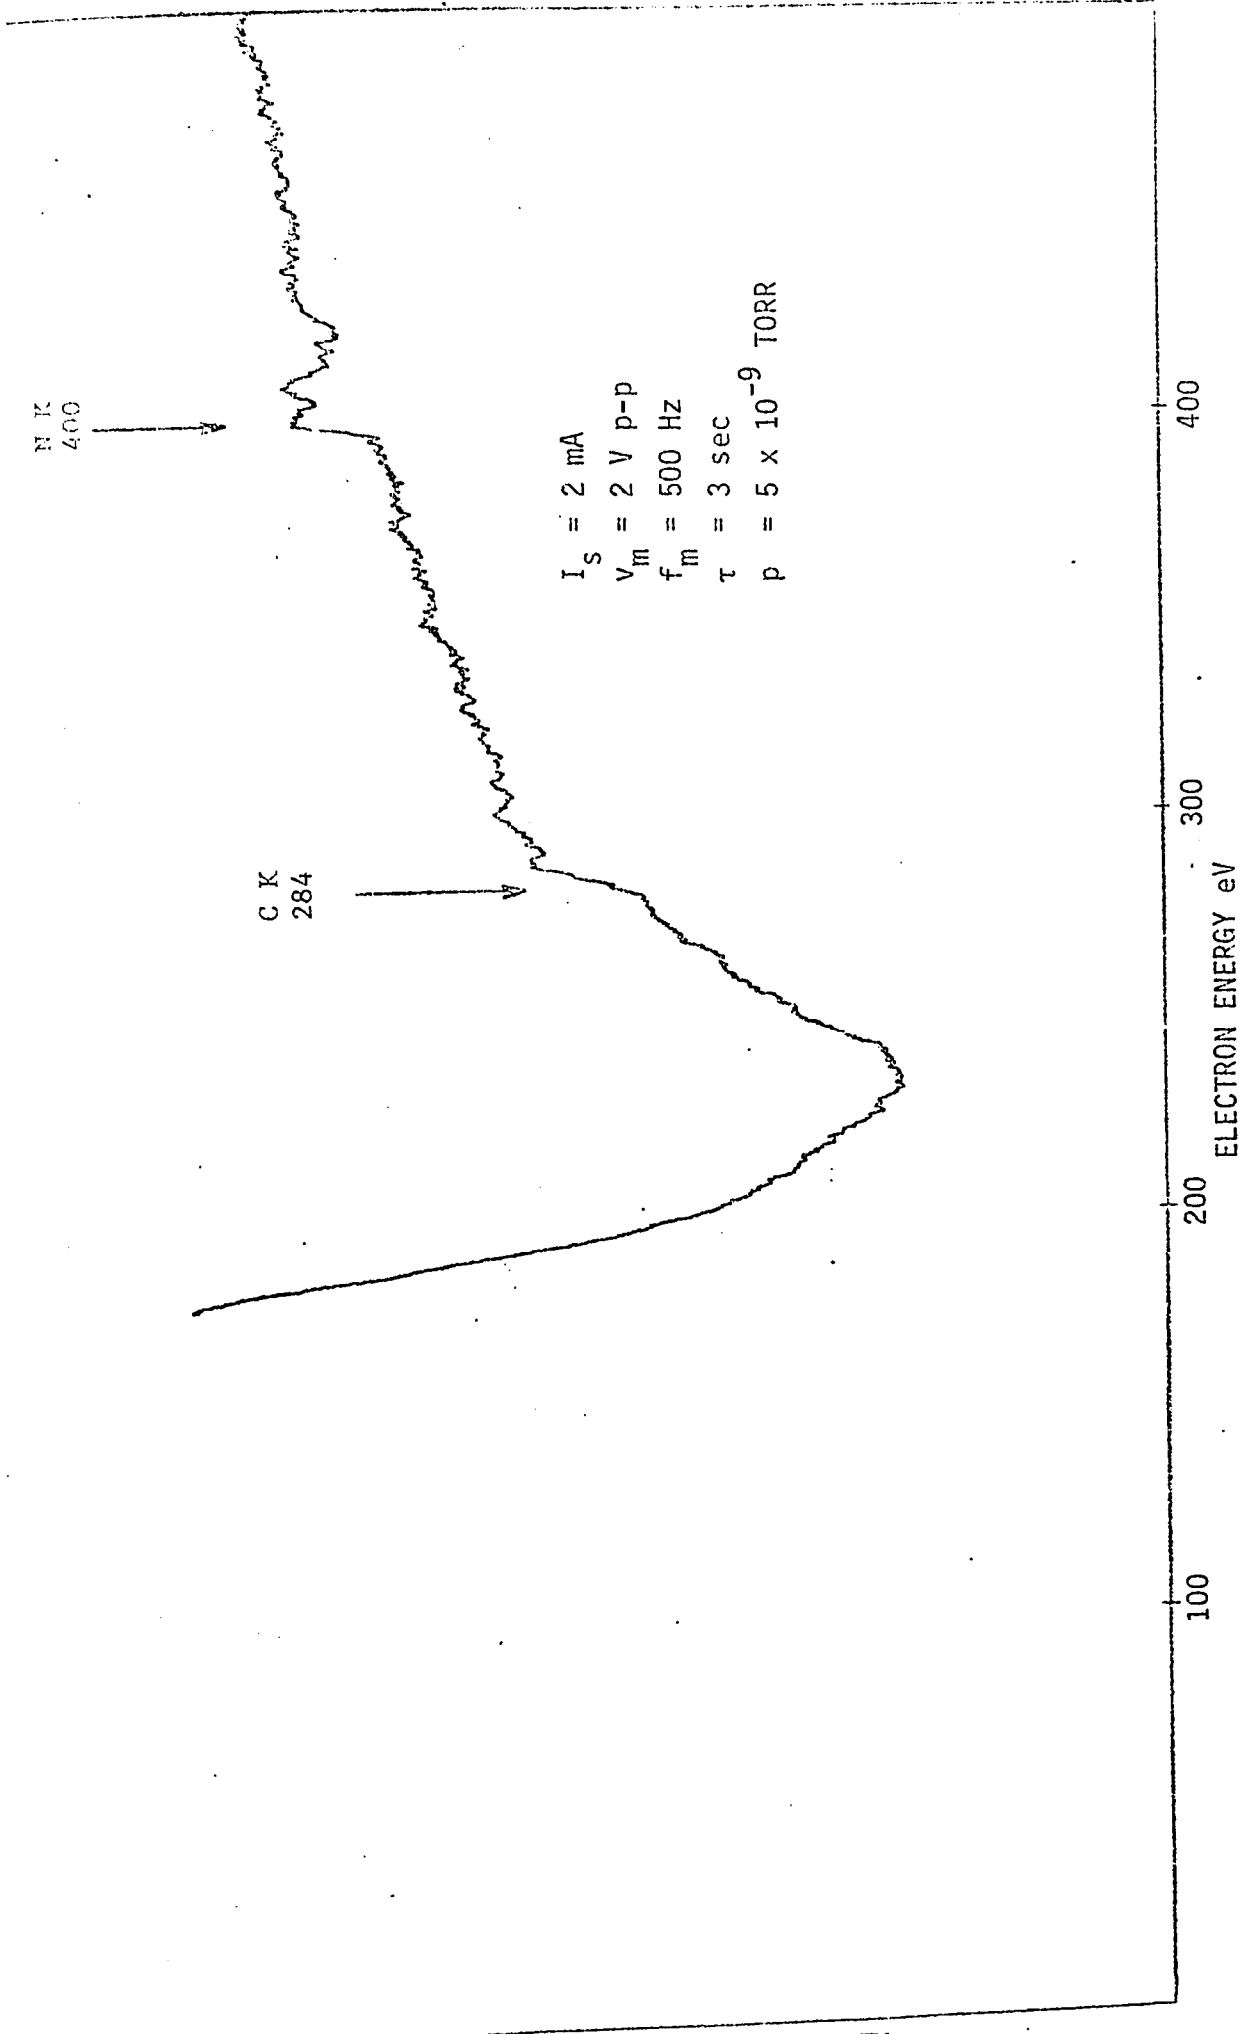 N K
400
C K
284
I_s = 2 mA
v_m = 2 V p-p
f_m = 500 Hz
τ = 3 sec
p = 5 x 10^-9 TORR
100
200
300
400
ELECTRON ENERGY eV